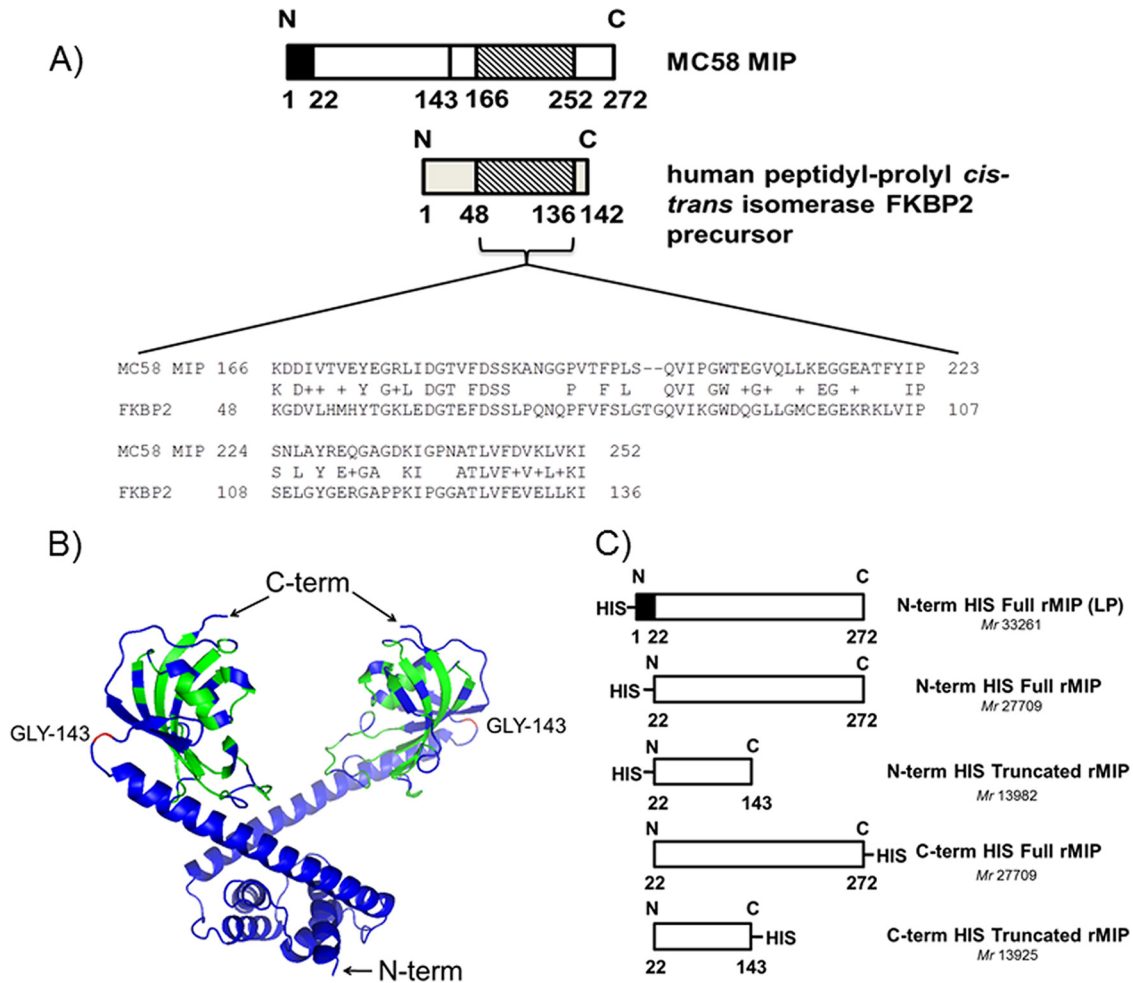 A)
N C
MC58 MIP
1 22 143 166 252 272
N C
human peptidyl-prolyl cis-
trans isomerase FKBP2
precursor
1 48 136 142
MC58 MIP 166 KDDIVTVEYEGRLIDGTVFDSSKANGGPVTFPLS--QVIPGWTEGVQLLKEGGEATFYIP 223
K D++ + Y G+L DGT FDSS P F L QVI GW +G+ + EG + IP
FKBP2 48 KGDVLHMHYTGKLEDGTEFDSSLPQNQPFVFSLGTGQVIKGWDQGLLGMCEGEKRKLVIP 107
MC58 MIP 224 SNLAYREQGAGDKIGPNATLVFDVKLVKI 252
S L Y E+GA KI ATLVF+V+L+KI
FKBP2 108 SELGYGERGAPPKIPGGATLVFEVELLKI 136
B)
C-term
GLY-143
GLY-143
N-term
C)
N C
HIS
N-term HIS Full rMIP (LP)
Mr 33261
1 22 272
N C
HIS
N-term HIS Full rMIP
Mr 27709
22 272
N C
HIS
N-term HIS Truncated rMIP
Mr 13982
22 143
N C
HIS
C-term HIS Full rMIP
Mr 27709
22 272
N C
HIS
C-term HIS Truncated rMIP
Mr 13925
22 143